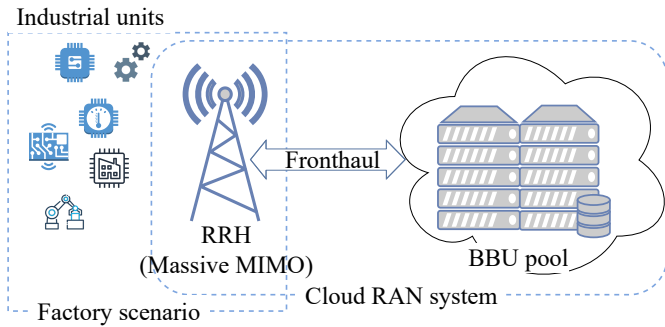 Industrial units
Fronthaul
RRH
(Massive MIMO)
BBU pool
Cloud RAN system
Factory scenario